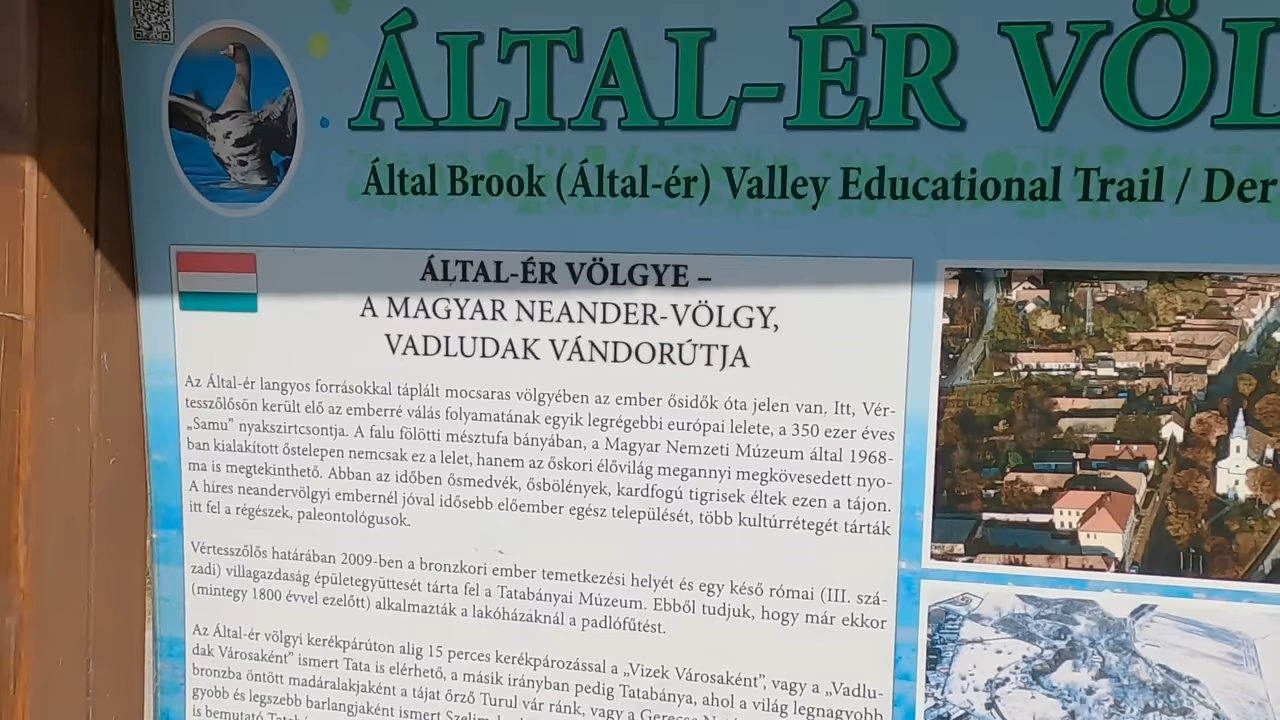 ÁLTAL-ÉR VÖL
Által Brook (Által-ér) Valley Educational Trail / Der
ÁLTAL-ÉR VÖLGYE –
A MAGYAR NEANDER-VÖLGY,
VADLUDAK VÁNDORÚTJA
Az Által-ér langyos forrásokkal táplált mocsaras völgyében az ember ősidők óta jelen van. Itt, Vér-
tesszőlősön került elő az emberré válás folyamatának egyik legrégebbi európai lelete, a 350 ezer éves
„Samu” nyakszirtcsontja. A falu fölötti mésztufa bányában, a Magyar Nemzeti Múzeum által 1968-
ban kialakított őstelepen nemcsak ez a lelet, hanem az őskori élővilág megannyi megkövesedett nyo-
ma is megtekinthető. Abban az időben ősmedvék, ősbölények, kardfogú tigrisek éltek ezen a tájon.
A híres neandervölgyi embernél jóval idősebb előember egész települését, több kultúrrétegét tárták
itt fel a régészek, paleontológusok.
Vértesszőlős határában 2009-ben a bronzkori ember temetkezési helyét és egy késő római (III. szá-
zadi) villagazdaság épületegyüttesét tárta fel a Tatabányai Múzeum. Ebből tudjuk, hogy már ekkor
(mintegy 1800 évvel ezelőtt) alkalmazták a lakóházaknál a padlófűtést.
Az Által-ér völgyi kerékpárúton alig 15 perces kerékpározással a „Vizek Városaként”, vagy a „Vadlu-
dak Városaként” ismert Tata is elérhető, a másik irányban pedig Tatabánya, ahol a világ legnagyobb
bronzba öntött madáralakjaként a tájat őrző Turul vár ránk, vagy a Gerecse
gyobb és legszebb barlangjaként ismert
is bemutató